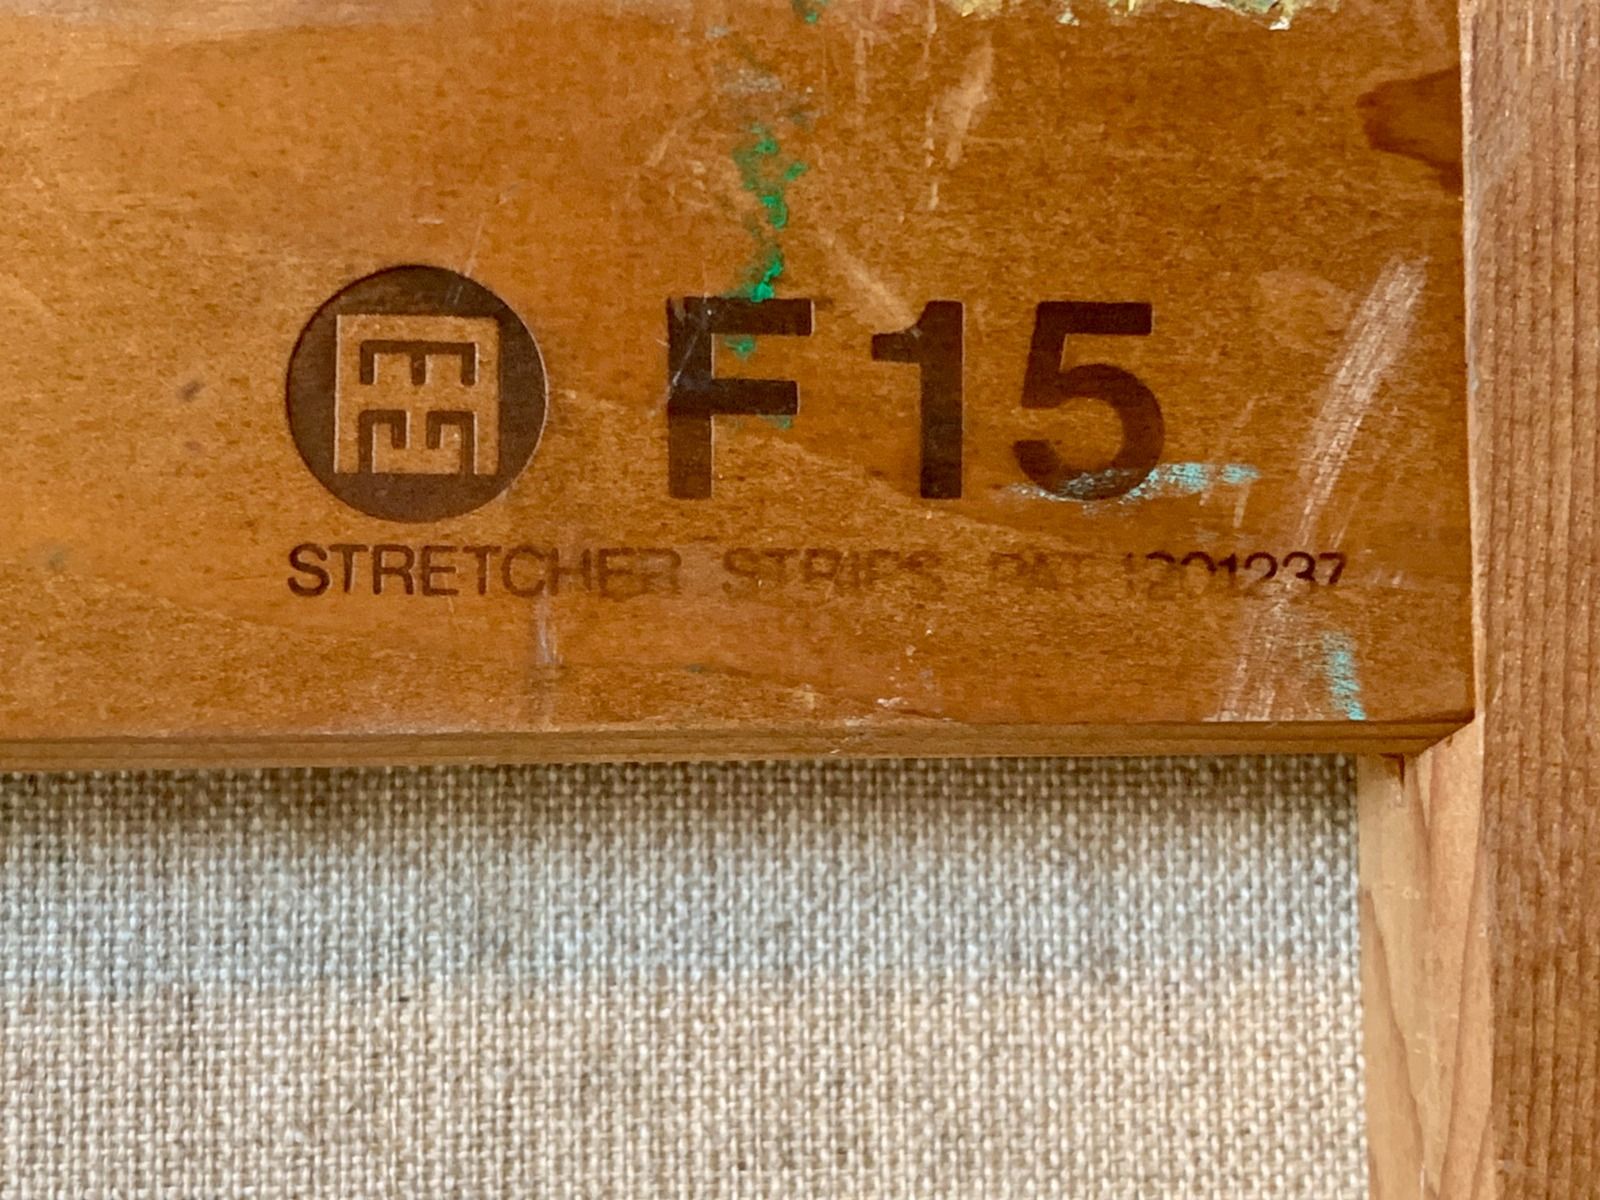 F15
STRETCHER STRIPS PAT. 1201237